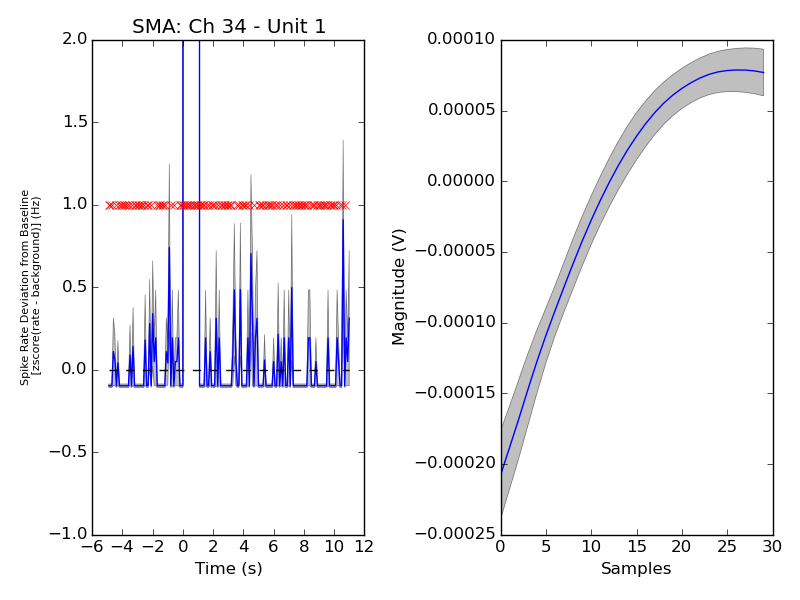 SMA: Ch 34 - Unit 1
Spike Rate Deviation from Baseline
[zscore(rate - background)] (Hz)
2.0
1.5
1.0
0.5
0.0
−0.5
−1.0
−6 −4 −2 0 2 4 6 8 10 12
Time (s)
Magnitude (V)
0.00010
0.00005
0.00000
−0.00005
−0.00010
−0.00015
−0.00020
−0.00025
0 5 10 15 20 25 30
Samples